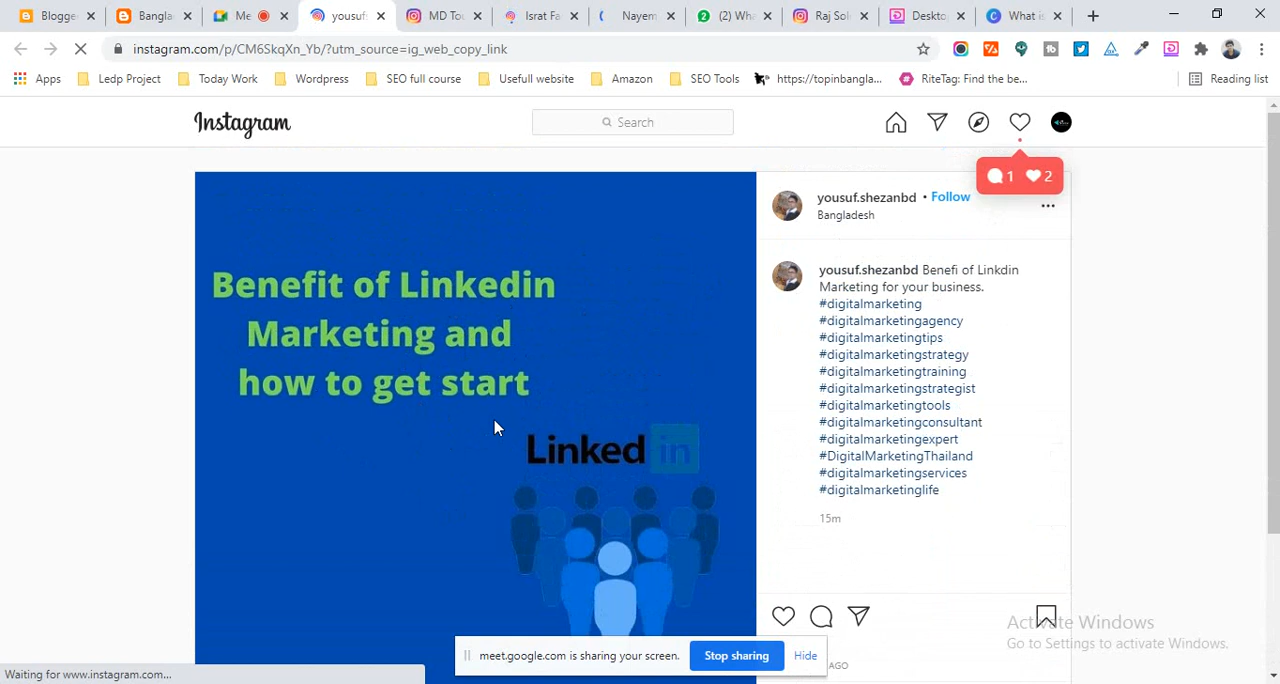 Blogge
Bangla
Me
yousuf
MD Tou
Israt Fa
Nayem
(2) Wha
Raj Sol
Deskto
What is
instagram.com/p/CM6SkqXn_Yb/?utm_source=ig_web_copy_link
Apps
Ledp Project
Today Work
Wordpress
SEO full course
Usefull website
Amazon
SEO Tools
https://topinbangla...
RiteTag: Find the be...
Reading list
Instagram
Search
1 2
yousuf.shezanbd • Follow
Bangladesh
Benefit of Linkedin
Marketing and
how to get start
Linked in
yousuf.shezanbd Benefi of Linkdin
Marketing for your business.
#digitalmarketing
#digitalmarketingagency
#digitalmarketingtips
#digitalmarketingstrategy
#digitalmarketingtraining
#digitalmarketingstrategist
#digitalmarketingtools
#digitalmarketingconsultant
#digitalmarketingexpert
#DigitalMarketingThailand
#digitalmarketingservices
#digitalmarketinglife
15m
Activate Windows
Go to Settings to activate Windows.
meet.google.com is sharing your screen.
Stop sharing
Hide
AGO
Waiting for www.instagram.com...